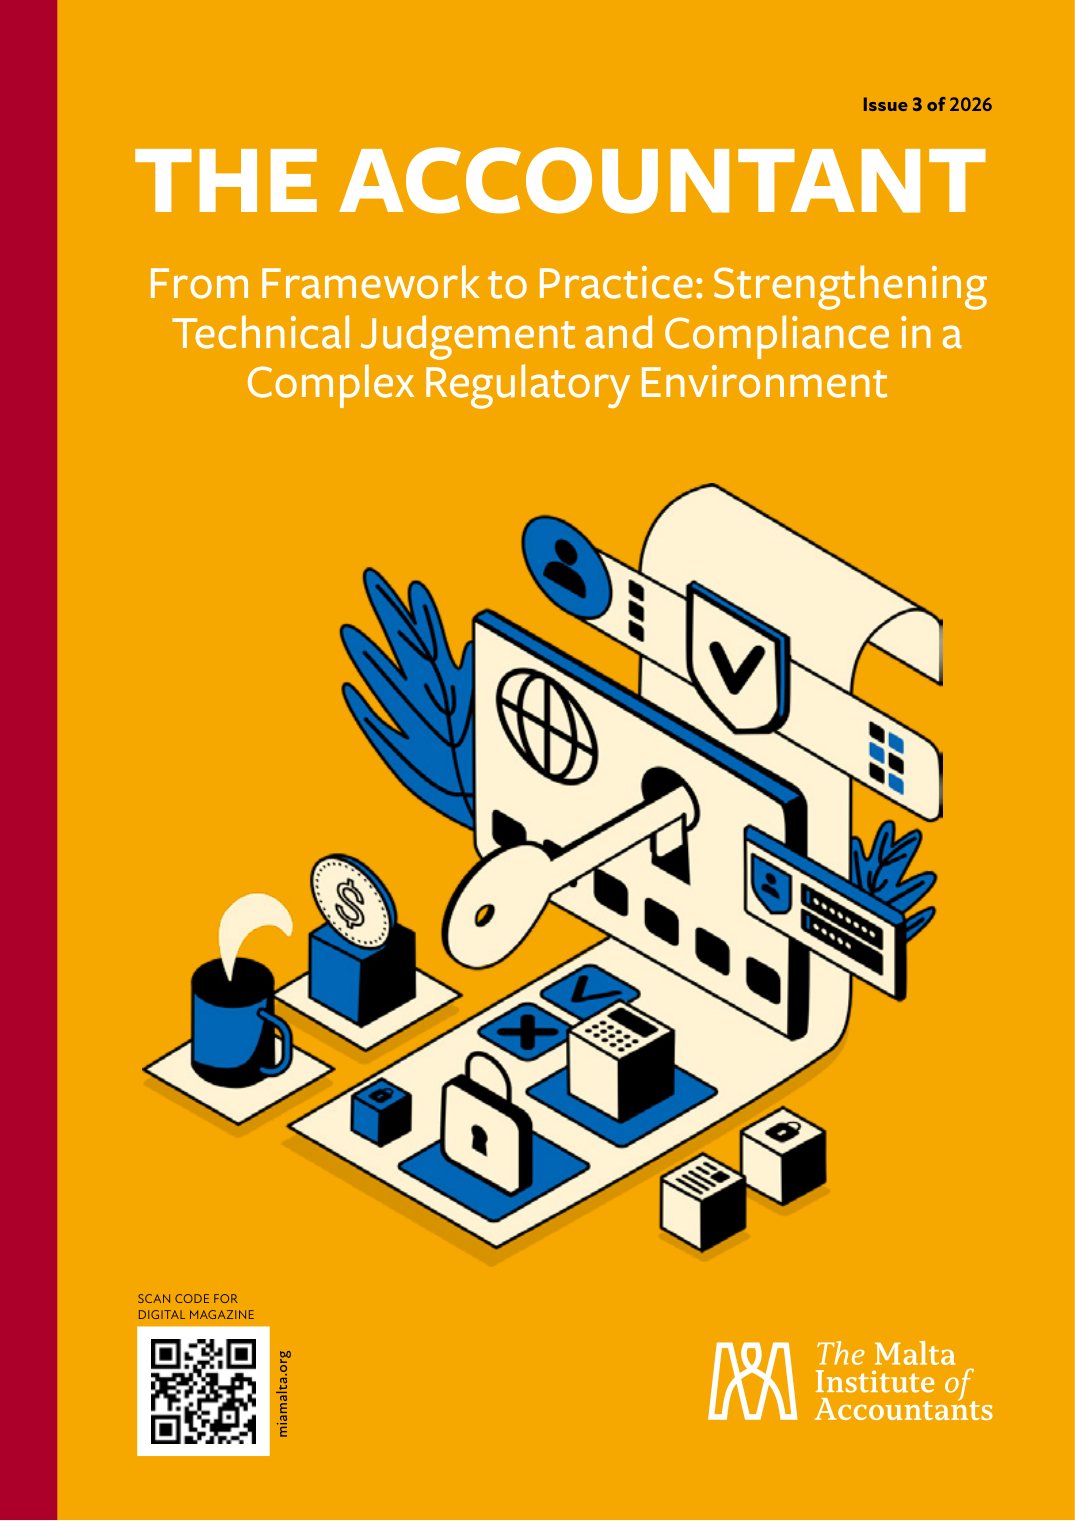 Issue 3 of 2026
THE ACCOUNTANT
From Framework to Practice: Strengthening
Technical Judgement and Compliance in a
Complex Regulatory Environment
$
SCAN CODE FOR
DIGITAL MAGAZINE
miamalta.org
The Malta
Institute of
Accountants